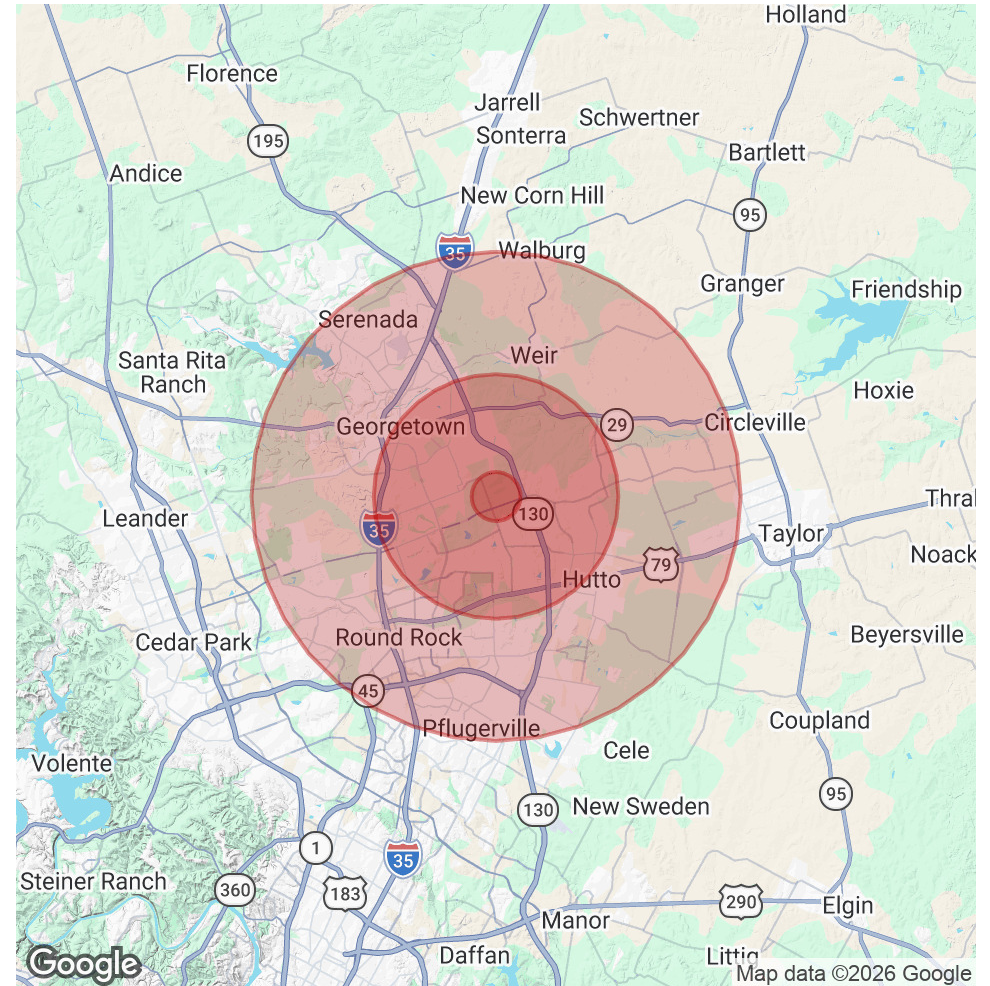 Holland
Florence
Jarrell
Sonterra
Schwertner
195
Bartlett
Andice
New Corn Hill
95
35
Walburg
Granger
Friendship
Serenada
Weir
Santa Rita
Ranch
Hoxie
Georgetown
29
Circleville
Leander
130
35
Thral
Taylor
Noack
79
Hutto
Cedar Park
Round Rock
Beyersville
45
Pflugerville
Coupland
Cele
Volente
95
130
New Sweden
1
35
Steiner Ranch
360
183
290
Elgin
Manor
Daffan
Littig
Google
Map data ©2026 Google